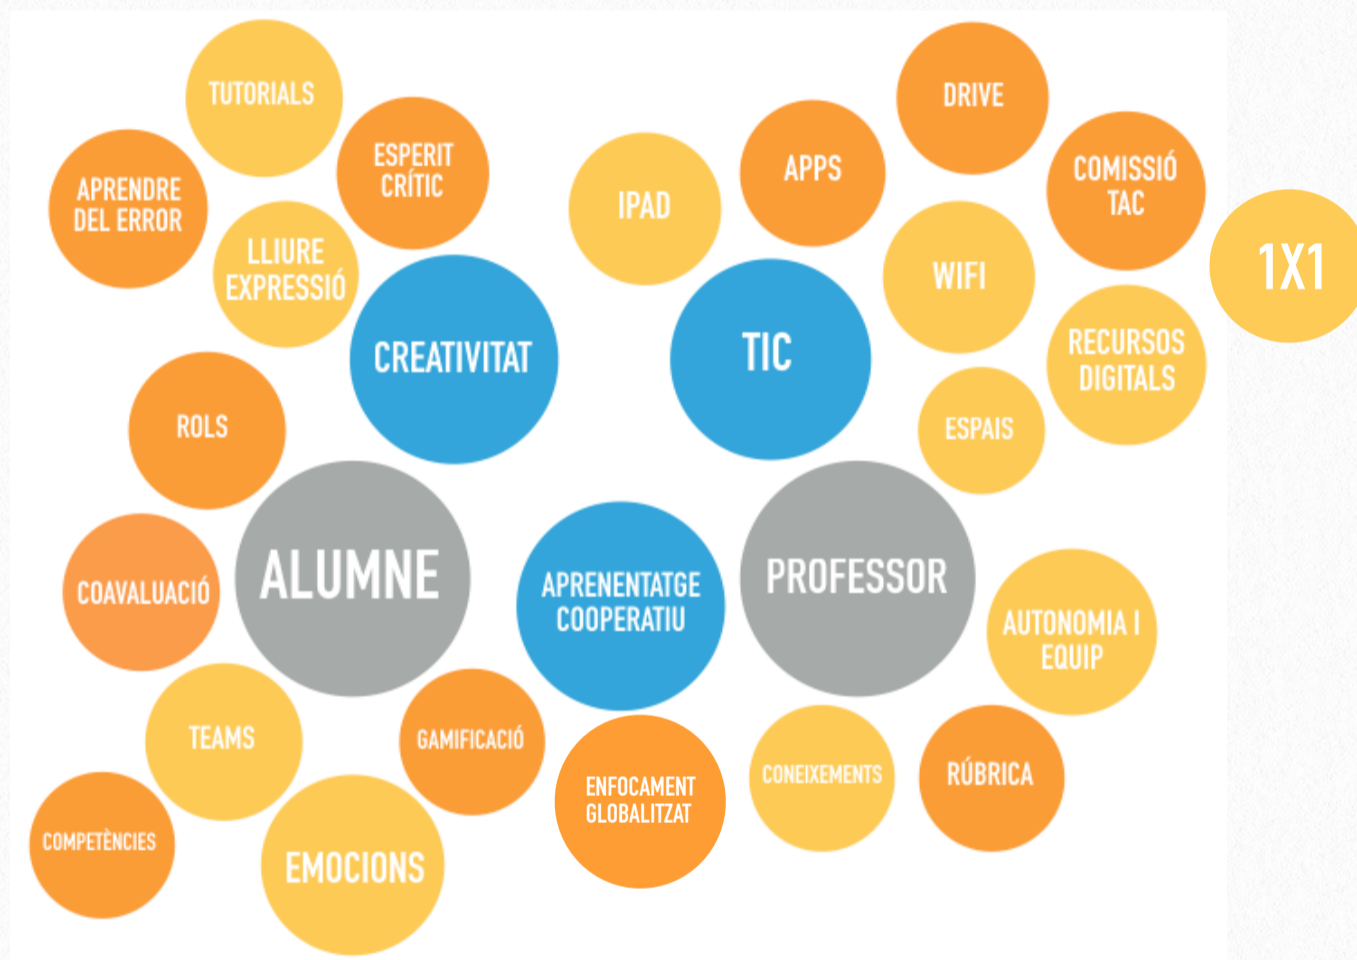 TUTORIALS
ESPERIT
CRÍTIC
APRENDRE
DEL ERROR
LLIURE
EXPRESSIÓ
CREATIVITAT
ROLS
ALUMNE
COAVALUACIÓ
TEAMS
GAMIFICACIÓ
COMPETÈNCIES
EMOCIONS
IPAD
APPS
DRIVE
COMISSIÓ
TAC
1X1
WIFI
TIC
RECURSOS
DIGITALS
ESPAIS
APRENENTATGE
COOPERATIU
PROFESSOR
AUTONOMIA I
EQUIP
ENFOCAMENT
GLOBALITZAT
CONEIXEMENTS
RÚBRICA